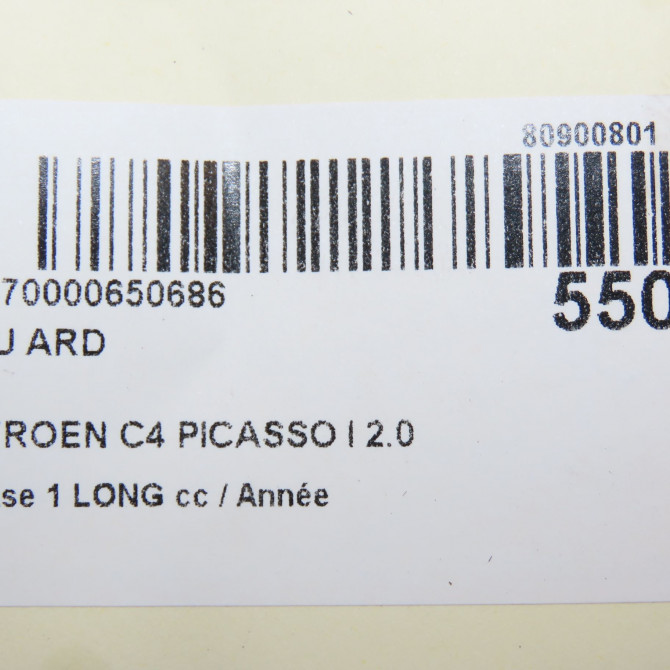 80900801
70000650686
550
J ARD
ROEN C4 PICASSO I 2.0
se 1 LONG cc / Année